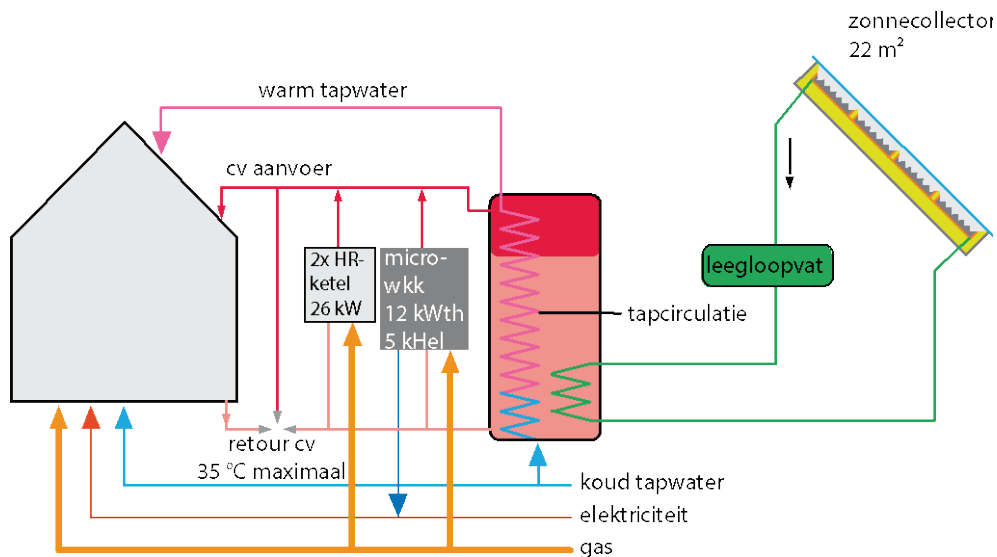 zonnecollector
22 m²
warm tapwater
cv aanvoer
2x HR-
ketel
26 kW
micro-
wkk
12 kWth
5 kHel
leegloopvat
tapcirculatie
retour cv
35 °C maximaal
koud tapwater
elektriciteit
gas